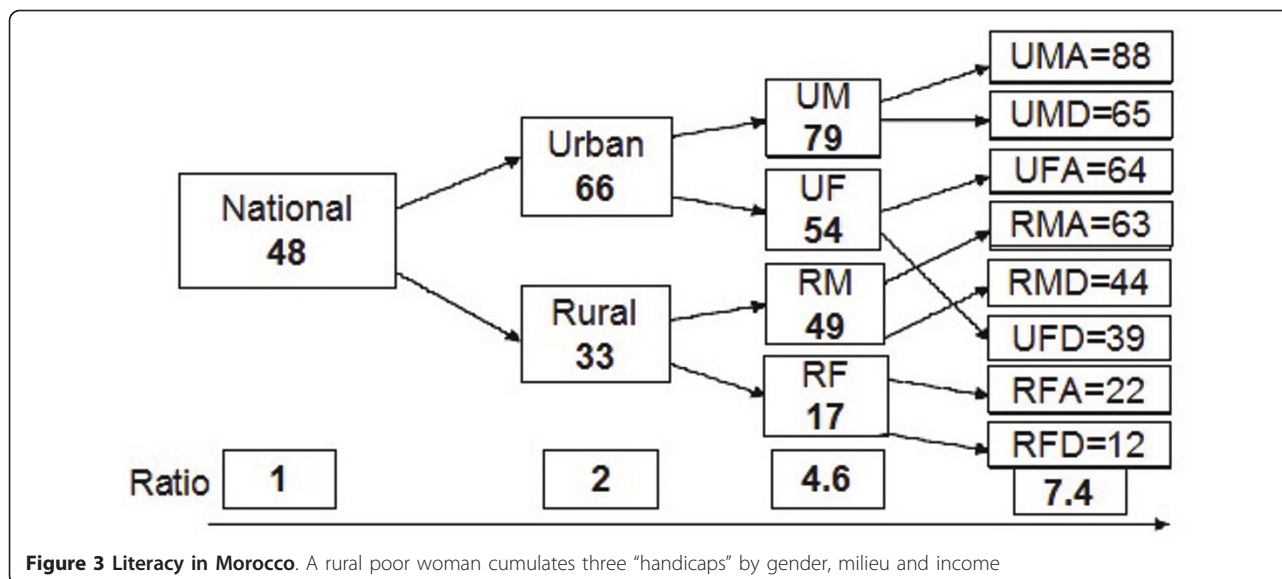 National
48
Urban
66
Rural
33
UM
79
UF
54
RM
49
RF
17
UMA=88
UMD=65
UFA=64
RMA=63
RMD=44
UFD=39
RFA=22
RFD=12
Ratio 1 2 4.6 7.4
Figure 3 Literacy in Morocco. A rural poor woman cumulates three “handicaps” by gender, milieu and income